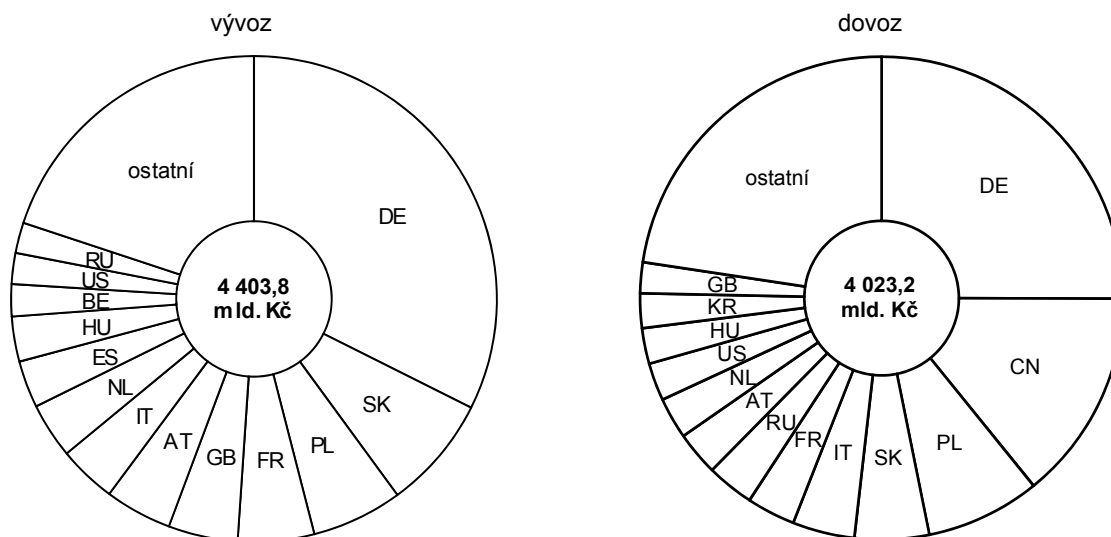 vývoz
ostatní
DE
RU
US
BE
HU
ES
NL
IT
AT
GB
FR
PL
SK
4 403,8
mld. Kč
dovoz
ostatní
DE
GB
KR
HU
US
NL
AT
RU
FR
IT
SK
PL
CN
4 023,2
mld. Kč